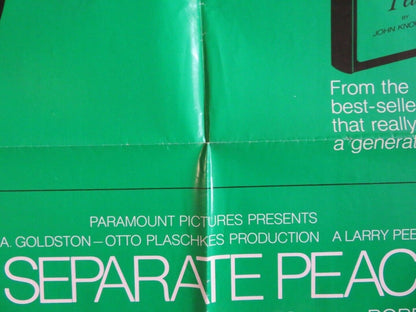 BY
JOHN KNO
From the
best-selle
that really
a generat
PARAMOUNT PICTURES PRESENTS
A. GOLDSTON—OTTO PLASCHKES PRODUCTION A LARRY PEE
SEPARATE PEAC